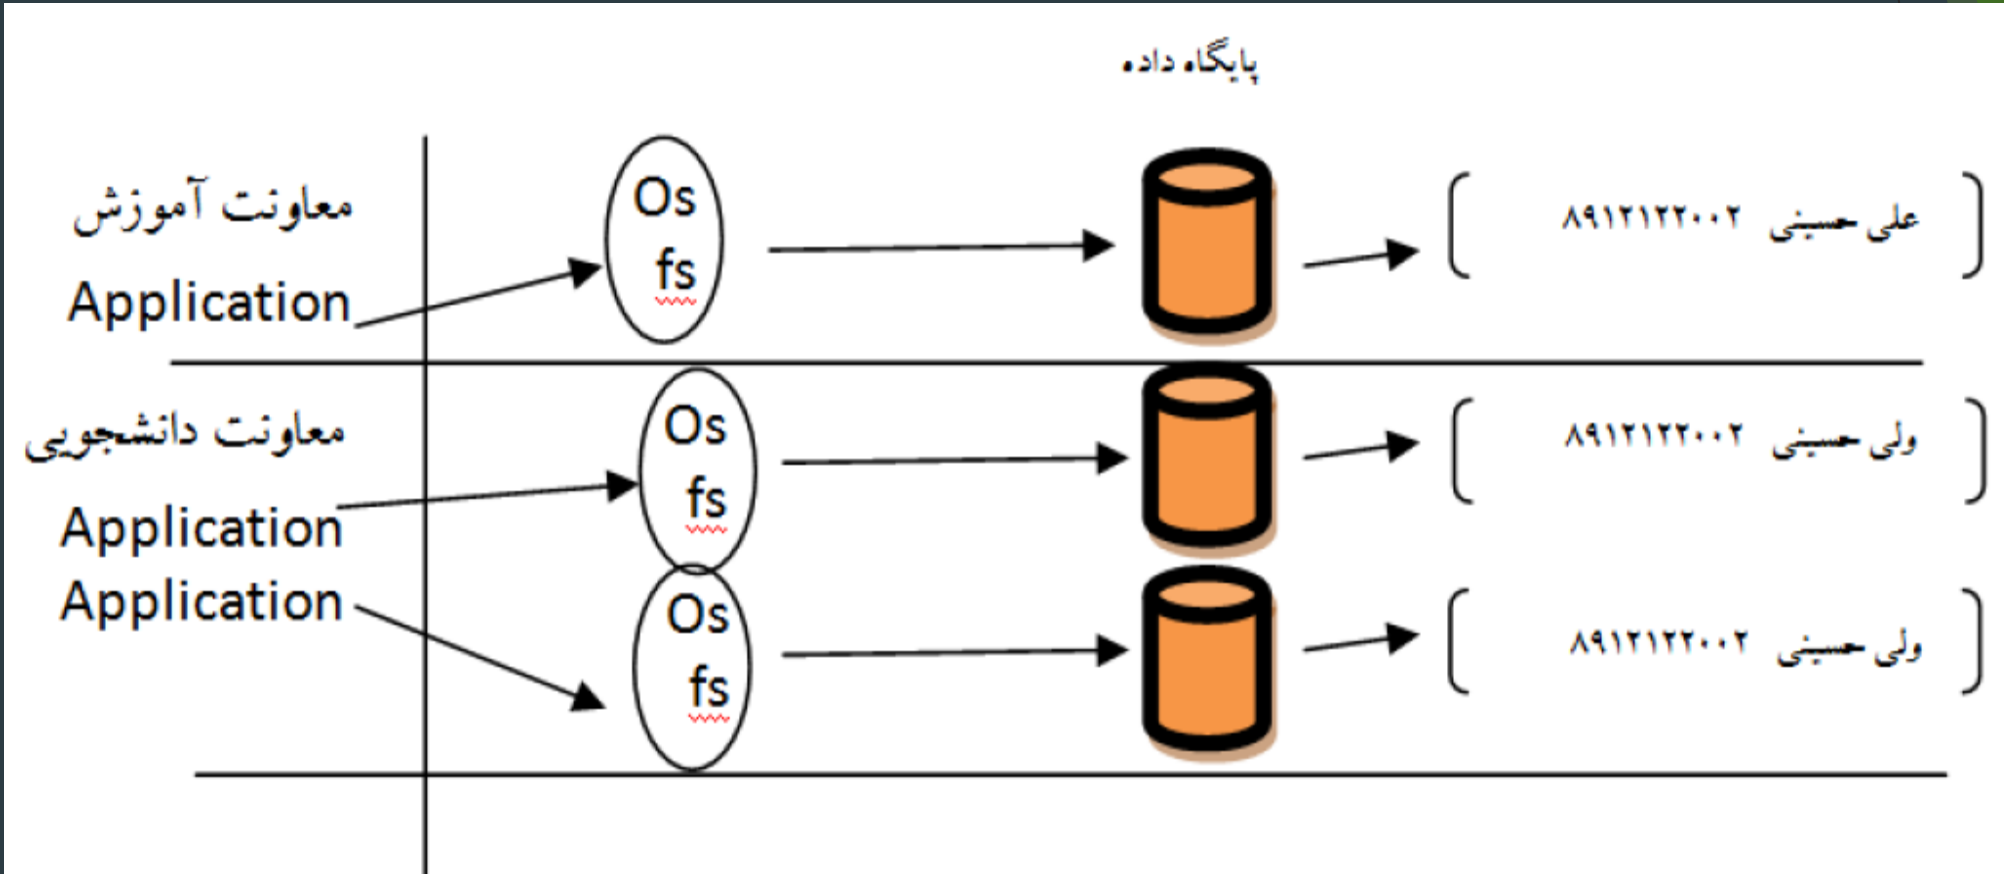 پایگاه داده
معاونت آموزش
Application
Os
fs
علی حسینی ۸۹۱۲۱۲۲۰۰۲
معاونت دانشجویی
Application
Os
fs
ولی حسینی ۸۹۱۲۱۲۲۰۰۲
Application
Os
fs
ولی حسینی ۸۹۱۲۱۲۲۰۰۲